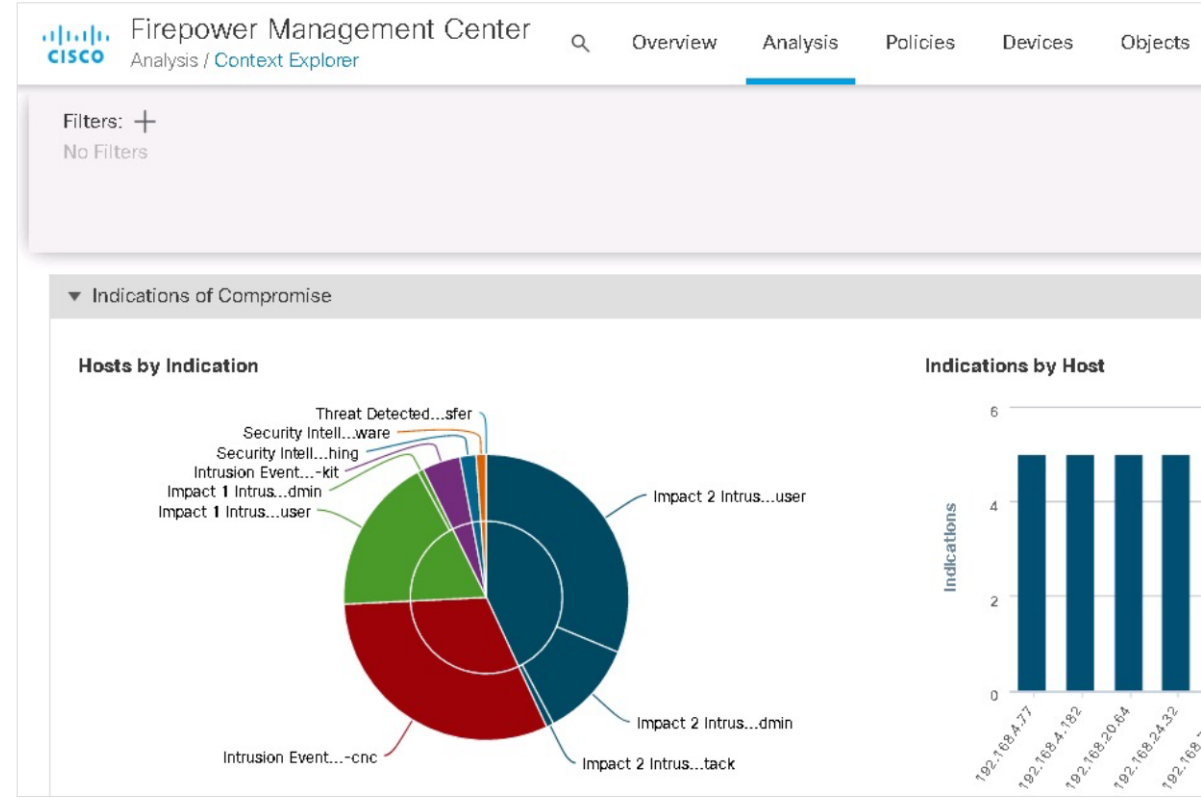 Firepower Management Center
CISCO
Analysis / Context Explorer
Overview
Analysis
Policies
Devices
Objects
Filters:
No Filters
Indications of Compromise
Hosts by Indication
Threat Detected...sfer
Security Intell...ware
Security Intell...hing
Intrusion Event...-kit
Impact 1 Intrus...dmin
Impact 1 Intrus...user
Impact 2 Intrus...user
Impact 2 Intrus...dmin
Impact 2 Intrus...tack
Intrusion Event...-cnc
Indications by Host
Indications
6
4
2
0
192.168.4.77
192.168.4.182
192.168.20.64
192.168.24.32